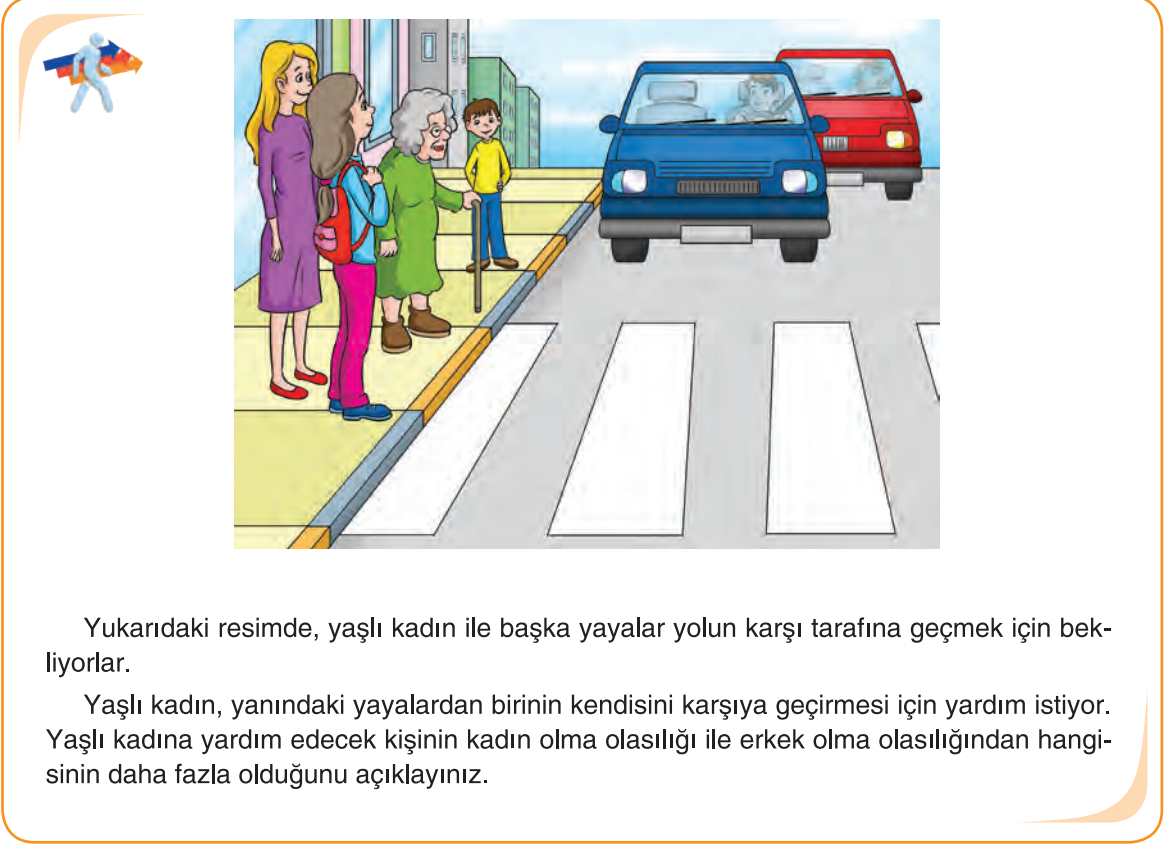 Yukarıdaki resimde, yaşlı kadın ile başka yayalar yolun karşı tarafına geçmek için bek-
liyorlar.
Yaşlı kadın, yanındaki yayalardan birinin kendisini karşıya geçirmesi için yardım istiyor.
Yaşlı kadına yardım edecek kişinin kadın olma olasılığı ile erkek olma olasılığından hangi-
sinin daha fazla olduğunu açıklayınız.